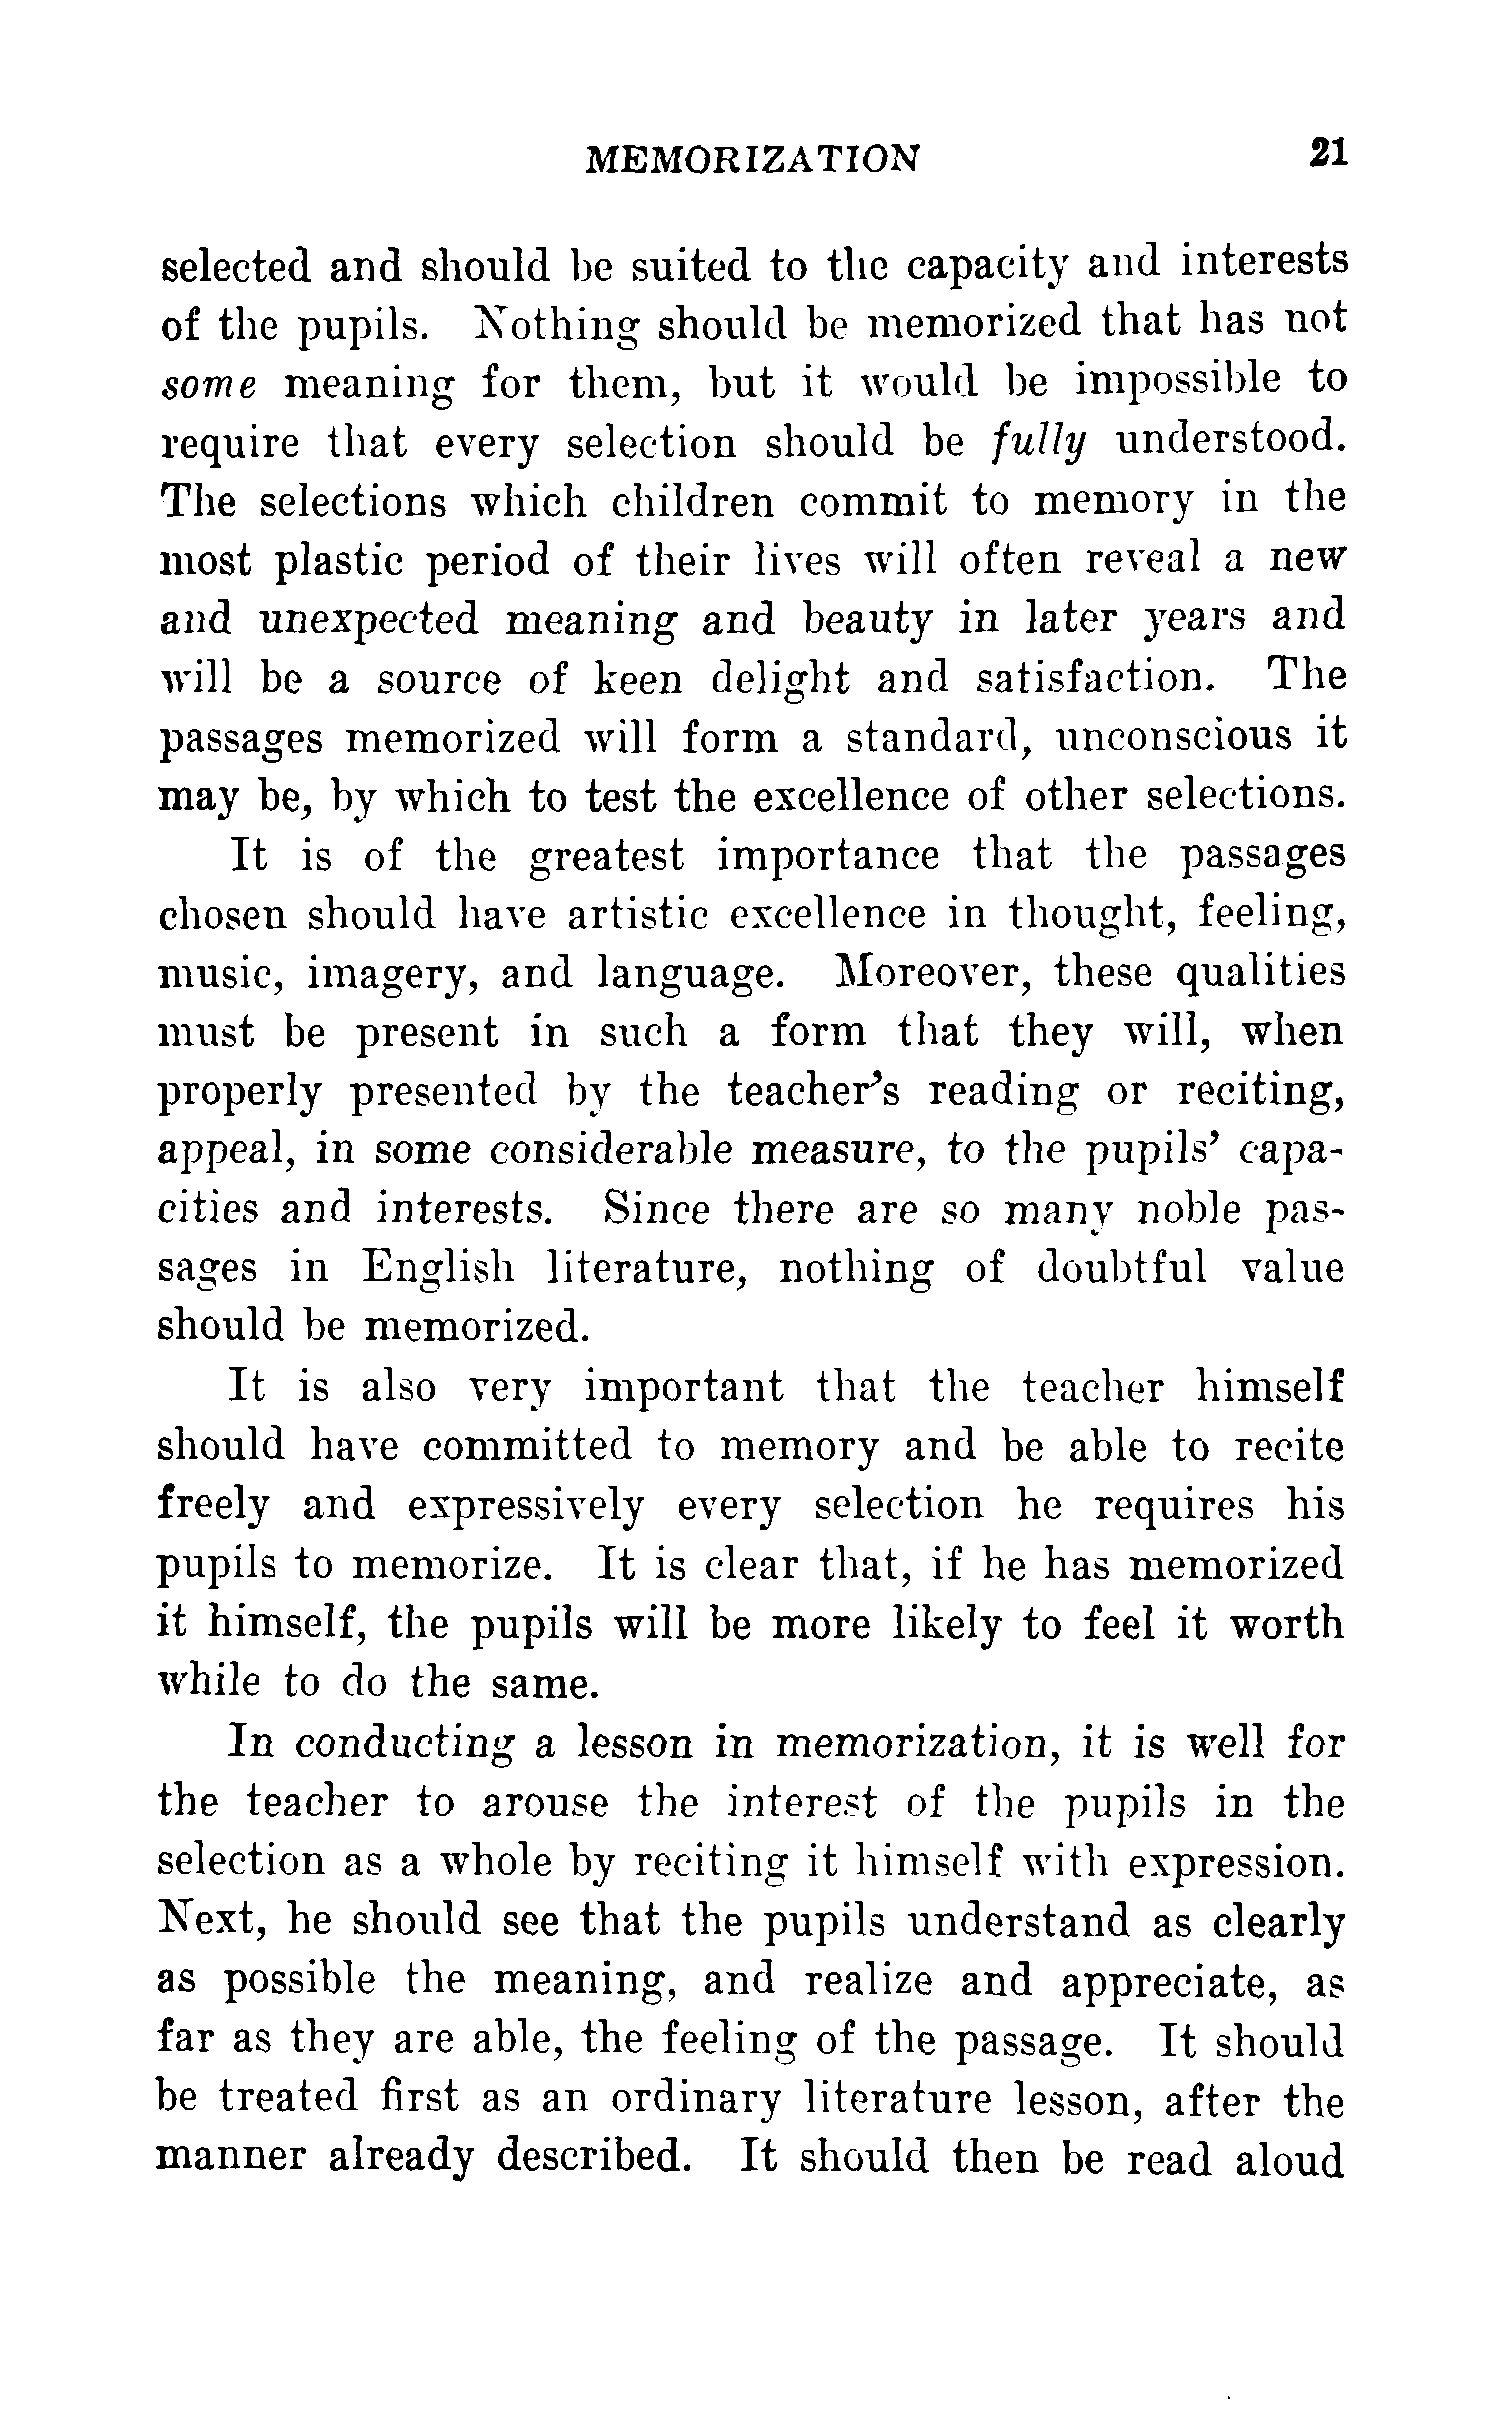 MEMORIZATION 21
selected and should be suited to the capacity and interests
of the pupils. Nothing should be memorized that has not
some meaning for them, but it would be impossible to
require that every selection should be fully understood.
The selections which children commit to memory in the
most plastic period of their lives will often reveal a new
and unexpected meaning and beauty in later years and
will be a source of keen delight and satisfaction. The
passages memorized will form a standard, unconscious it
may be, by which to test the excellence of other selections.
It is of the greatest importance that the passages
chosen should have artistic excellence in thought, feeling,
music, imagery, and language. Moreover, these qualities
must be present in such a form that they will, when
properly presented by the teacher's reading or reciting,
appeal, in some considerable measure, to the pupils' capa-
cities and interests. Since there are so many noble pas-
sages in English literature, nothing of doubtful value
should be memorized.
It is also very important that the teacher himself
should have committed to memory and be able to recite
freely and expressively every selection he requires his
pupils to memorize. It is clear that, if he has memorized
it himself, the pupils will be more likely to feel it worth
while to do the same.
In conducting a lesson in memorization, it is well for
the teacher to arouse the interest of the pupils in the
selection as a whole by reciting it himself with expression.
Next, he should see that the pupils understand as clearly
as possible the meaning, and realize and appreciate, as
far as they are able, the feeling of the passage. It should
be treated first as an ordinary literature lesson, after the
manner already described. It should then be read aloud